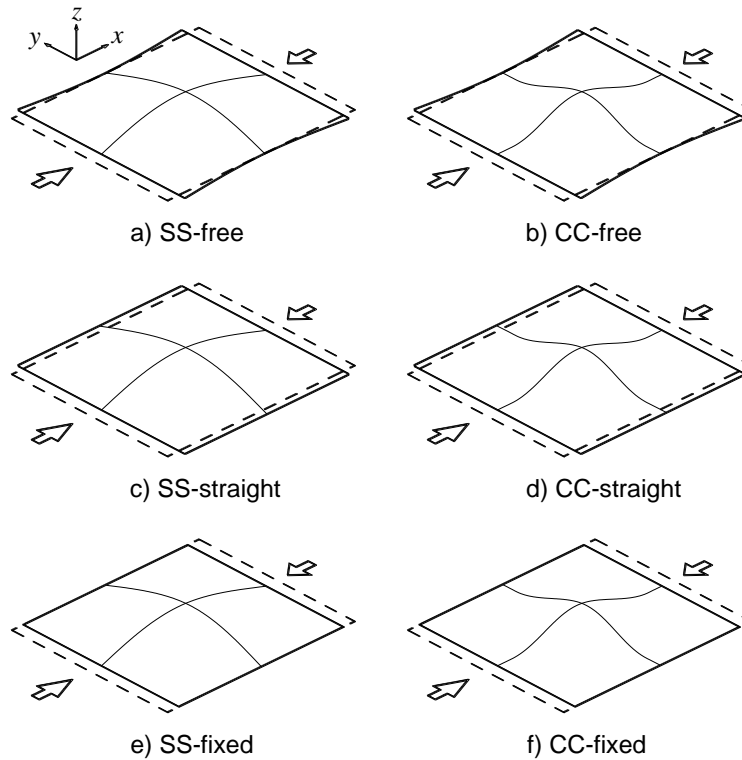 z
y x
a) SS-free
b) CC-free
c) SS-straight
d) CC-straight
e) SS-fixed
f) CC-fixed